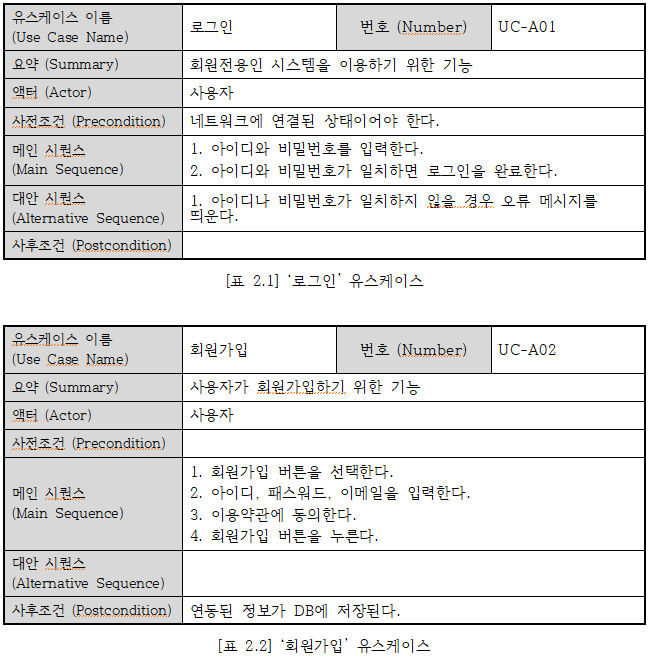 유스케이스 이름
(Use Case Name)
로그인
번호 (Number)
UC-A01
요약 (Summary)
회원전용인 시스템을 이용하기 위한 기능
액터 (Actor)
사용자
사전조건 (Precondition)
네트워크에 연결된 상태이어야 한다.
메인 시퀀스
(Main Sequence)
1. 아이디와 비밀번호를 입력한다.
2. 아이디와 비밀번호가 일치하면 로그인을 완료한다.
대안 시퀀스
(Alternative Sequence)
1. 아이디나 비밀번호가 일치하지 않을 경우 오류 메시지를
띄운다.
사후조건 (Postcondition)
[표 2.1] ‘로그인’ 유스케이스
유스케이스 이름
(Use Case Name)
회원가입
번호 (Number)
UC-A02
요약 (Summary)
사용자가 회원가입하기 위한 기능
액터 (Actor)
사용자
사전조건 (Precondition)
메인 시퀀스
(Main Sequence)
1. 회원가입 버튼을 선택한다.
2. 아이디, 패스워드, 이메일을 입력한다.
3. 이용약관에 동의한다.
4. 회원가입 버튼을 누른다.
대안 시퀀스
(Alternative Sequence)
사후조건 (Postcondition)
연동된 정보가 DB에 저장된다.
[표 2.2] ‘회원가입’ 유스케이스